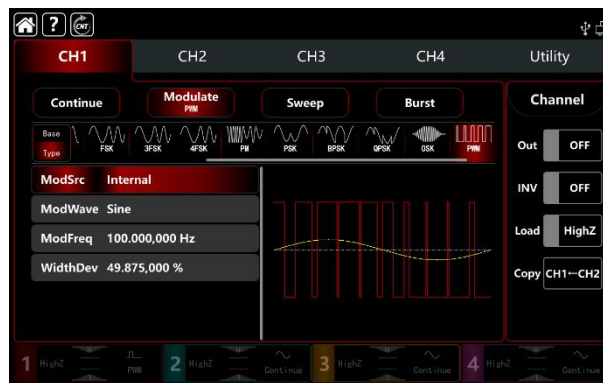 ? CNT
CH1 CH2 CH3 CH4 Utility
Continue Modulate Sweep Burst Channel
PWM
Base
Type FSK 3FSK 4FSK PM PSK BPSK QPSK OSK PWM
Out OFF
ModSrc Internal
INV OFF
ModWave Sine
ModFreq 100.000,000 Hz
Load HighZ
WidthDev 49.875,000 %
Copy CH1←CH2
1 HighZ PWM 2 HighZ Continue 3 HighZ Continue 4 HighZ Continue